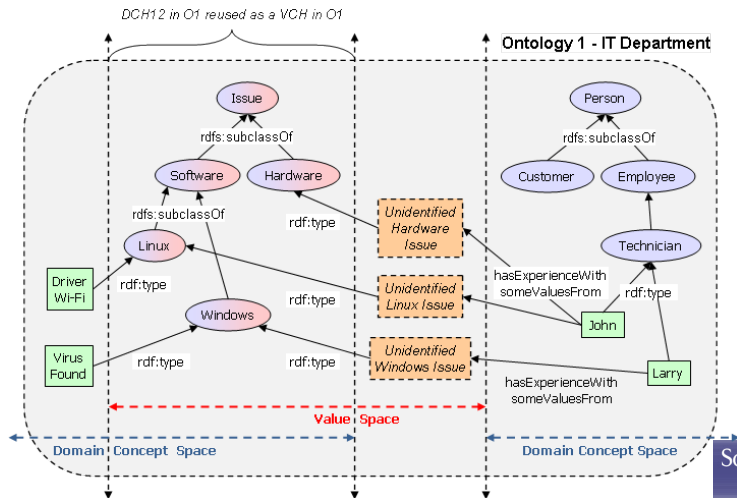 DCH12 in O1 reused as a VCH in O1
Ontology 1 - IT Department
Issue
Person
rdfs:subclassOf
rdfs:subclassOf
Software
Hardware
Customer
Employee
rdfs:subclassOf
rdf:type
Unidentified
Hardware
Issue
Linux
Technician
Driver
Wi-Fi
rdf:type
hasExperienceWith
someValuesFrom
rdf:type
rdf:type
Unidentified
Linux Issue
Windows
John
Virus
Found
rdf:type
rdf:type
Unidentified
Windows Issue
Larry
hasExperienceWith
someValuesFrom
Value Space
Domain Concept Space
Domain Concept Space